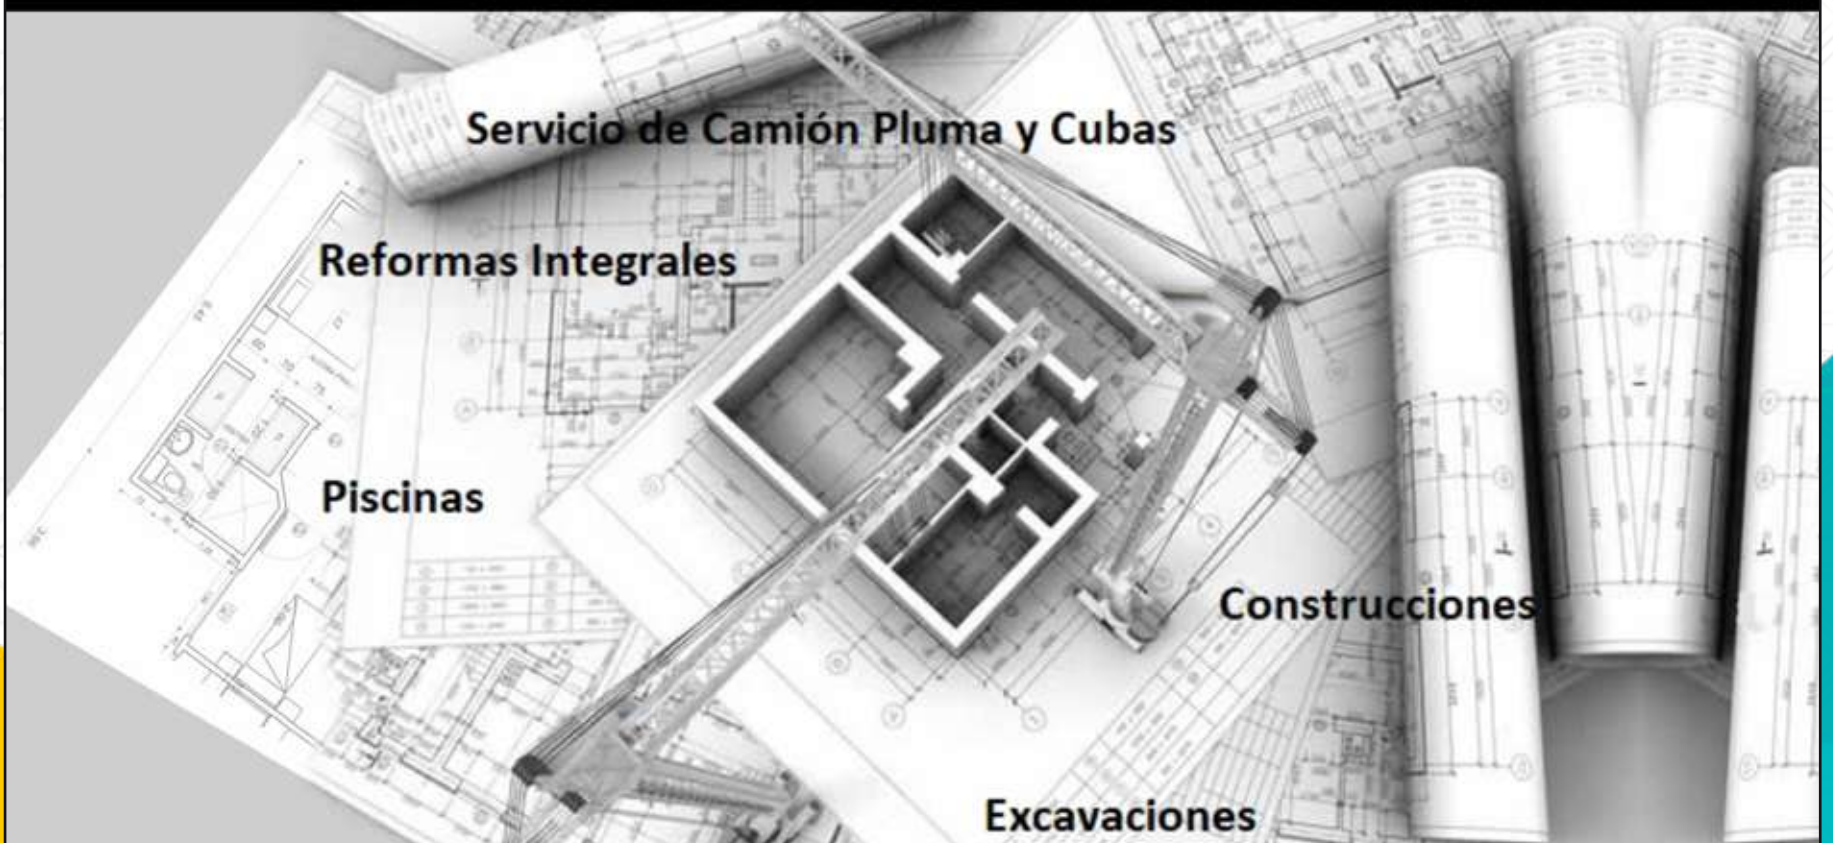 Servicio de Camión Pluma y Cubas
Reformas Integrales
Piscinas
Construcciones
Excavaciones